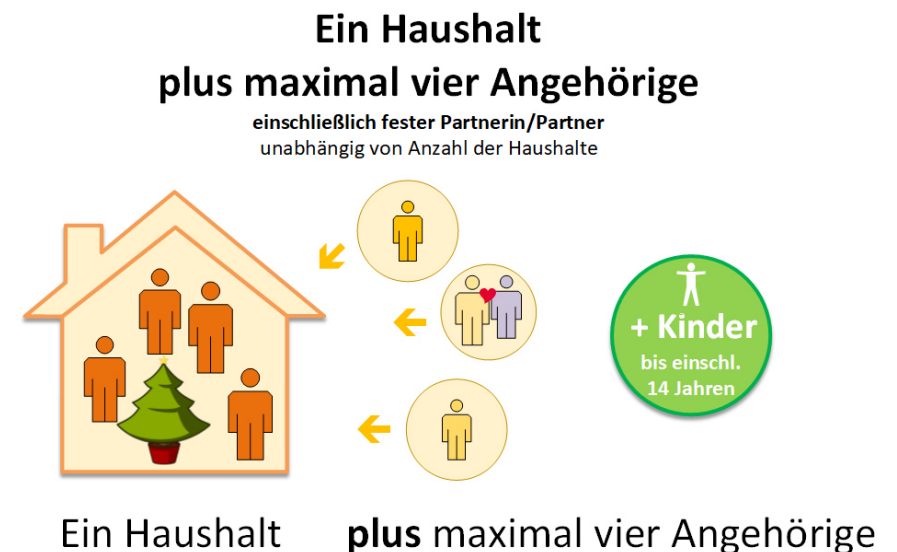 Ein Haushalt
plus maximal vier Angehörige
einschließlich fester Partnerin/Partner
unabhängig von Anzahl der Haushalte
+ Kinder
bis einschl.
14 Jahren
Ein Haushalt plus maximal vier Angehörige